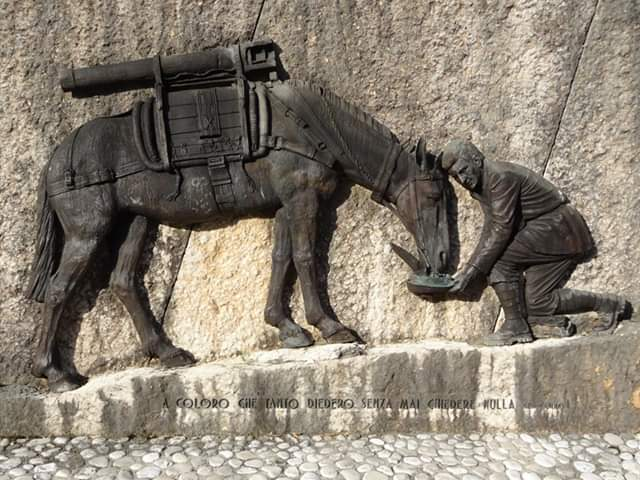 A COLORO CHE TANTO DIEDERO SENZA MAI CHIEDERE NULLA